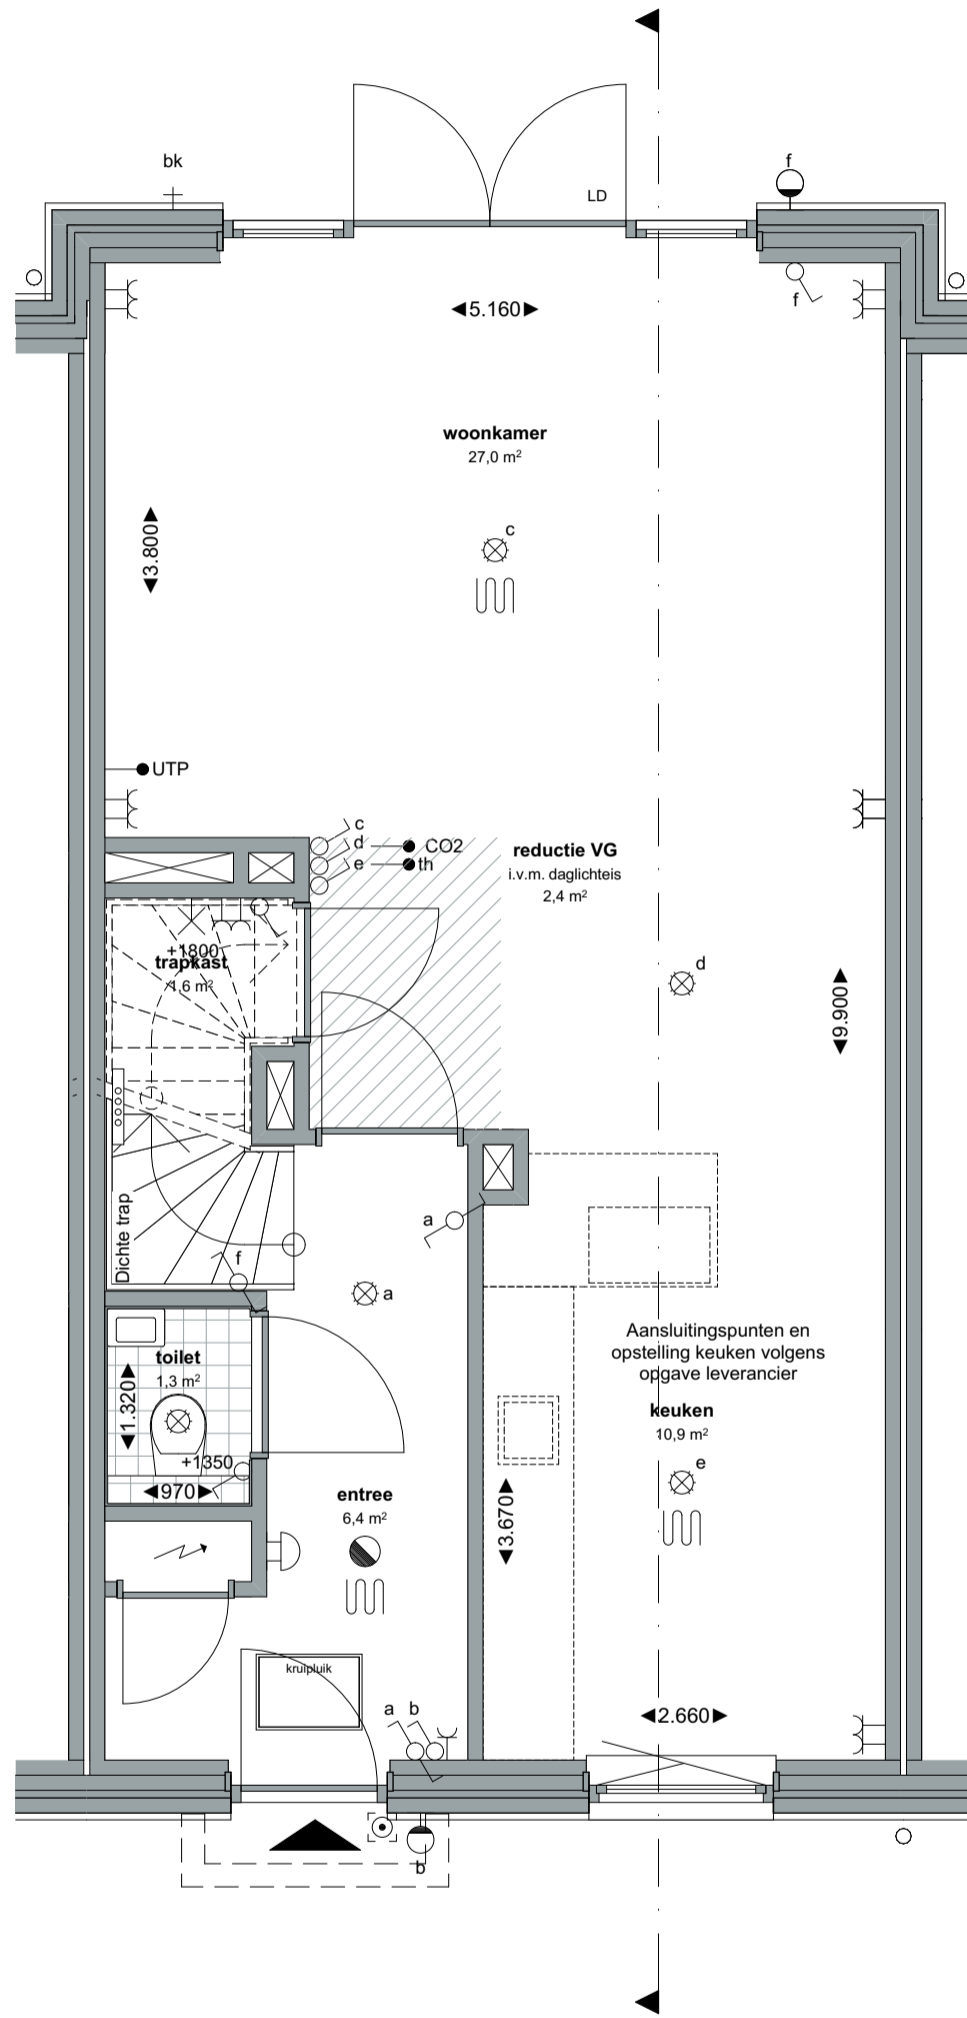 bk
f
LD
f
5.160
woonkamer
27,0 m²
c
3.800
UTP
c
d
e
CO2
th
reductie VG
i.v.m. daglichteis
2,4 m²
+1800
trapkast
1,6 m²
d
9.900
Dichte trap
a
f
a
Aansluitingspunten en
opstelling keuken volgens
opgave leverancier
toilet
1,3 m²
1.320
keuken
10,9 m²
+1350
e
970
entree
6,4 m²
3.670
kruipluik
a b
2.660
b